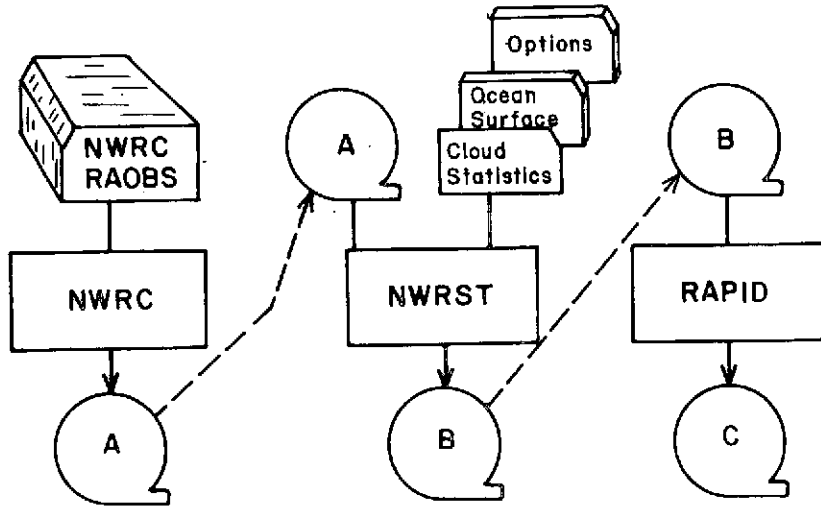 Options
Ocean
Surface
Cloud
Statistics
NWRC
RAOBS
A
B
NWRC
NWRST
RAPID
A
B
C